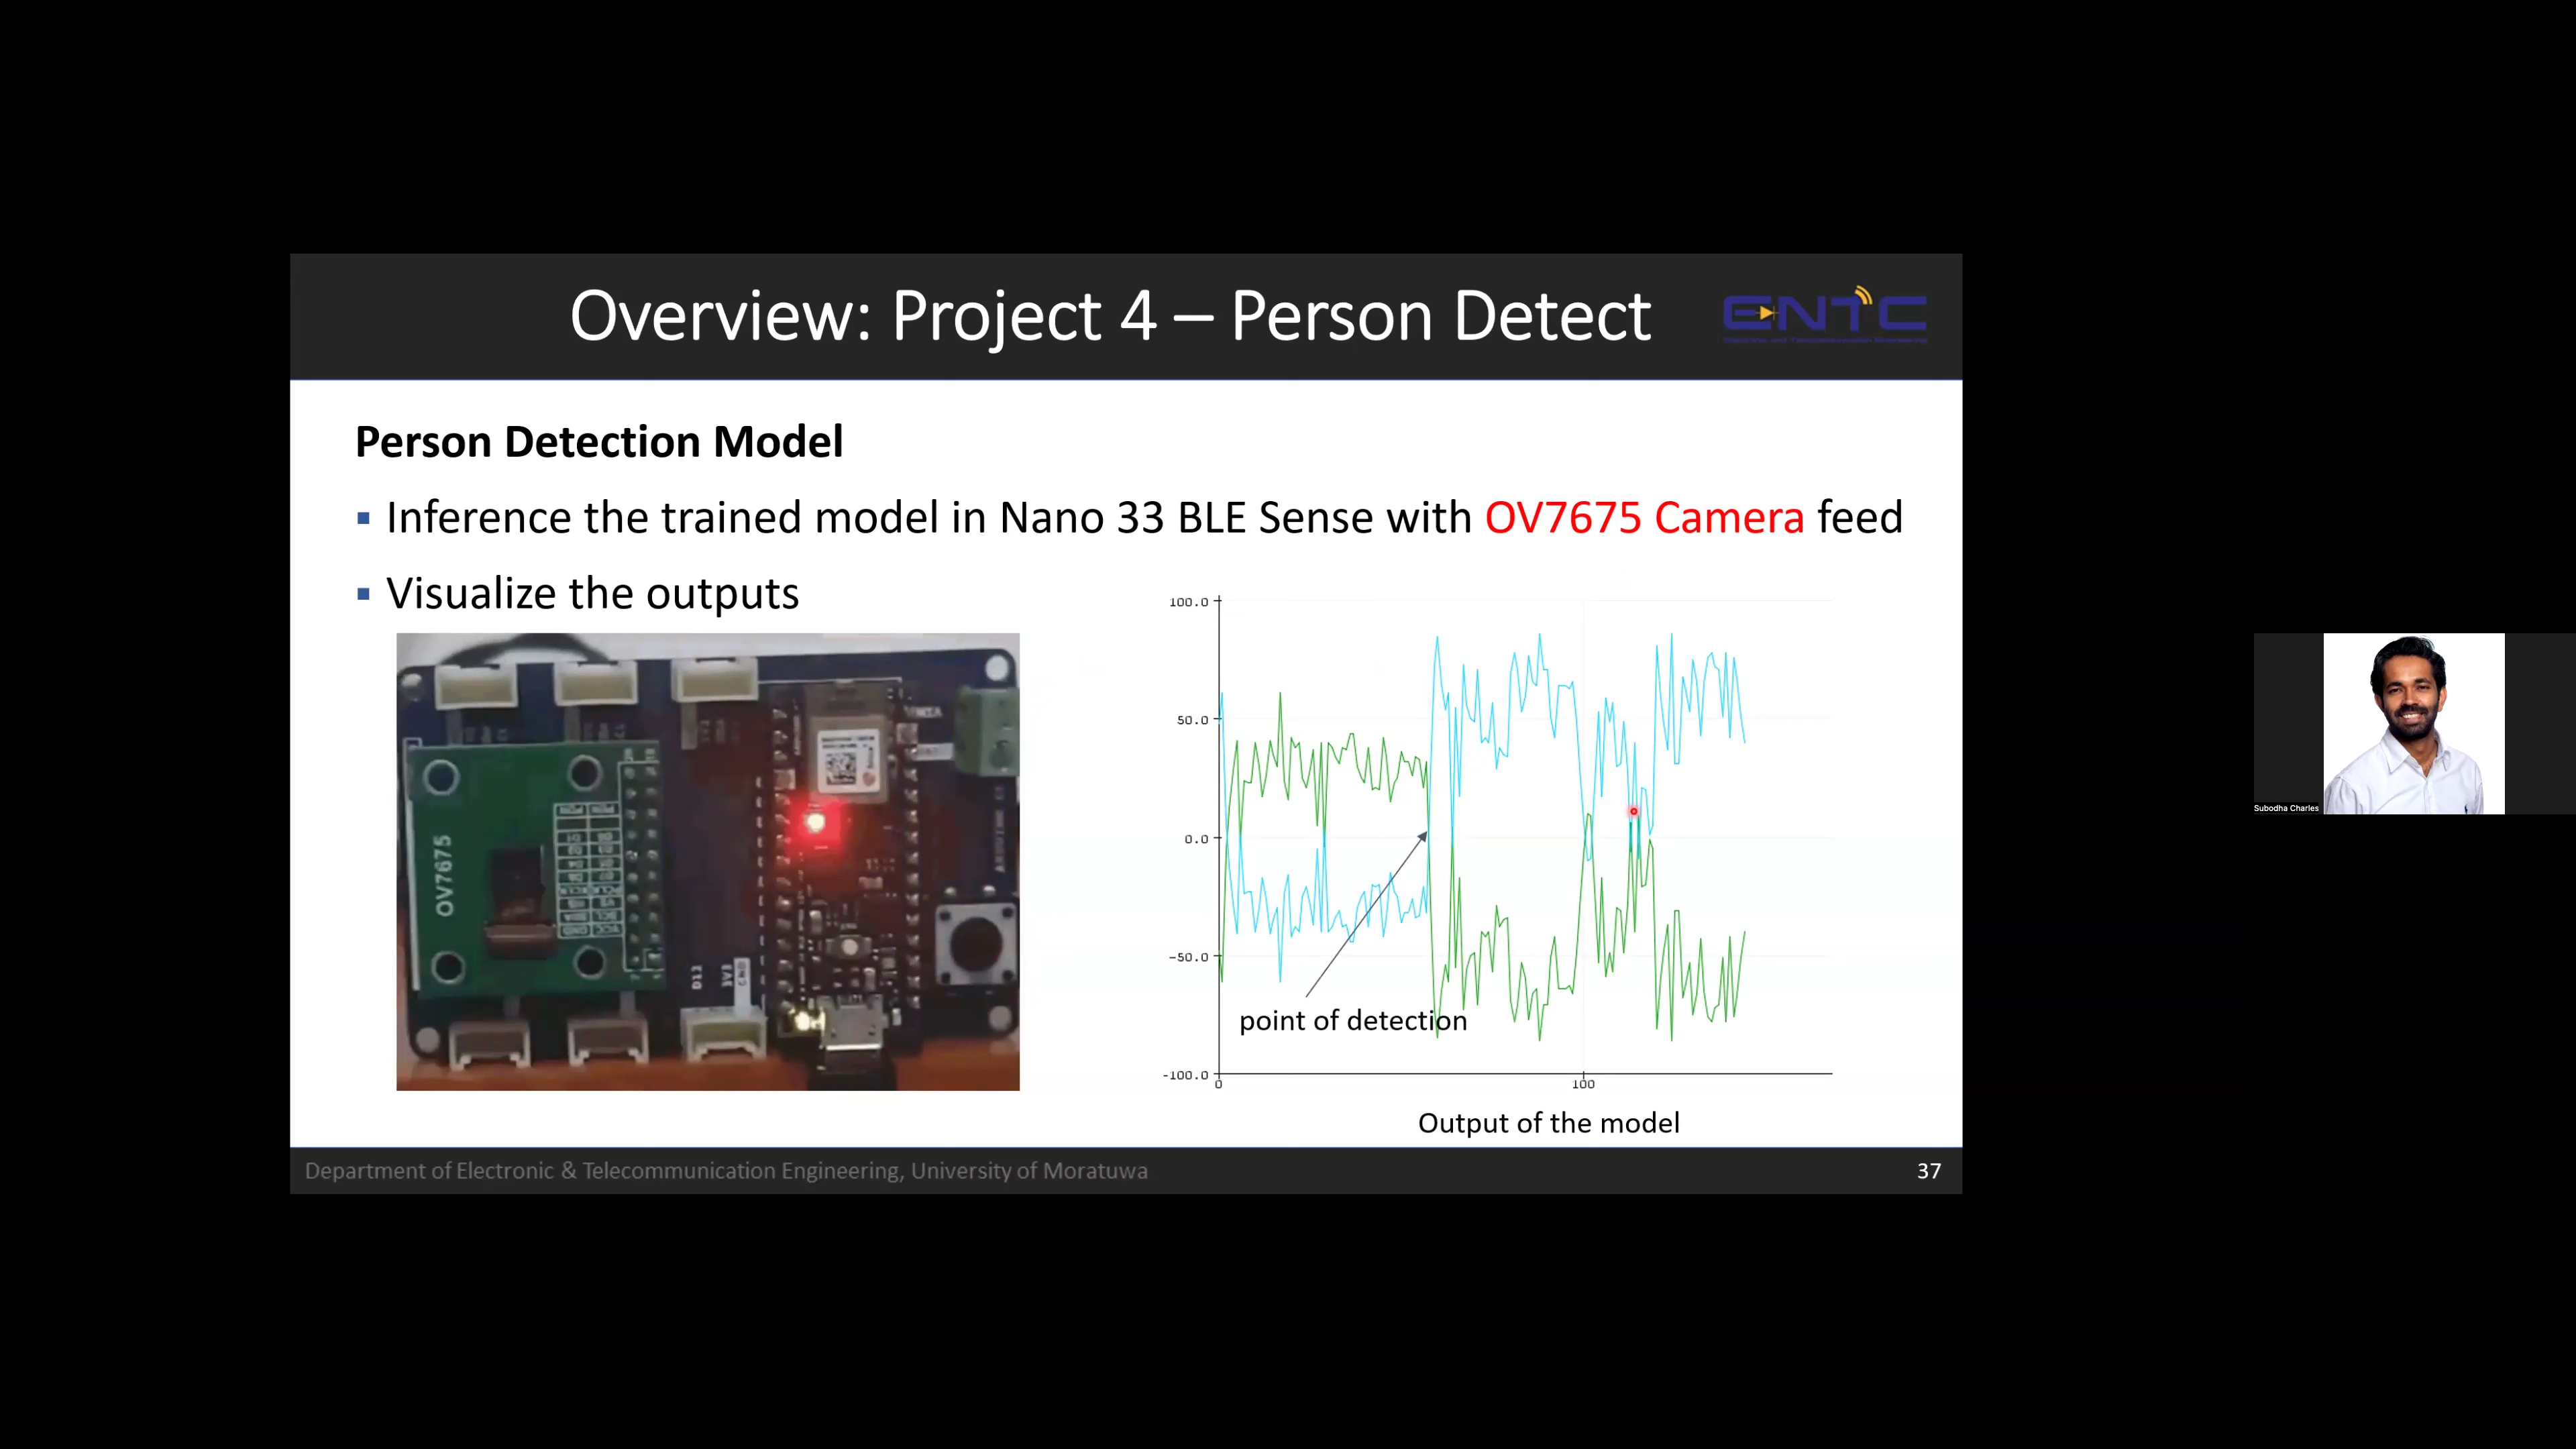 Overview: Project 4 – Person Detect
ENTC
Person Detection Model
Inference the trained model in Nano 33 BLE Sense with OV7675 Camera feed
Visualize the outputs
OV7675
D13
3V3
100.0
50.0
0.0
-50.0
-100.0
0
100
point of detection
Output of the model
Department of Electronic & Telecommunication Engineering, University of Moratuwa
37
Subodha Charles